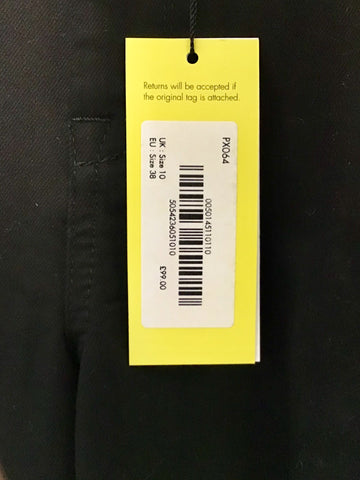 Returns will be accepted if
the original tag is attached.
PX064
0050145110110
UK : Size 10
EU : Size 38
5054236051010
£99.00